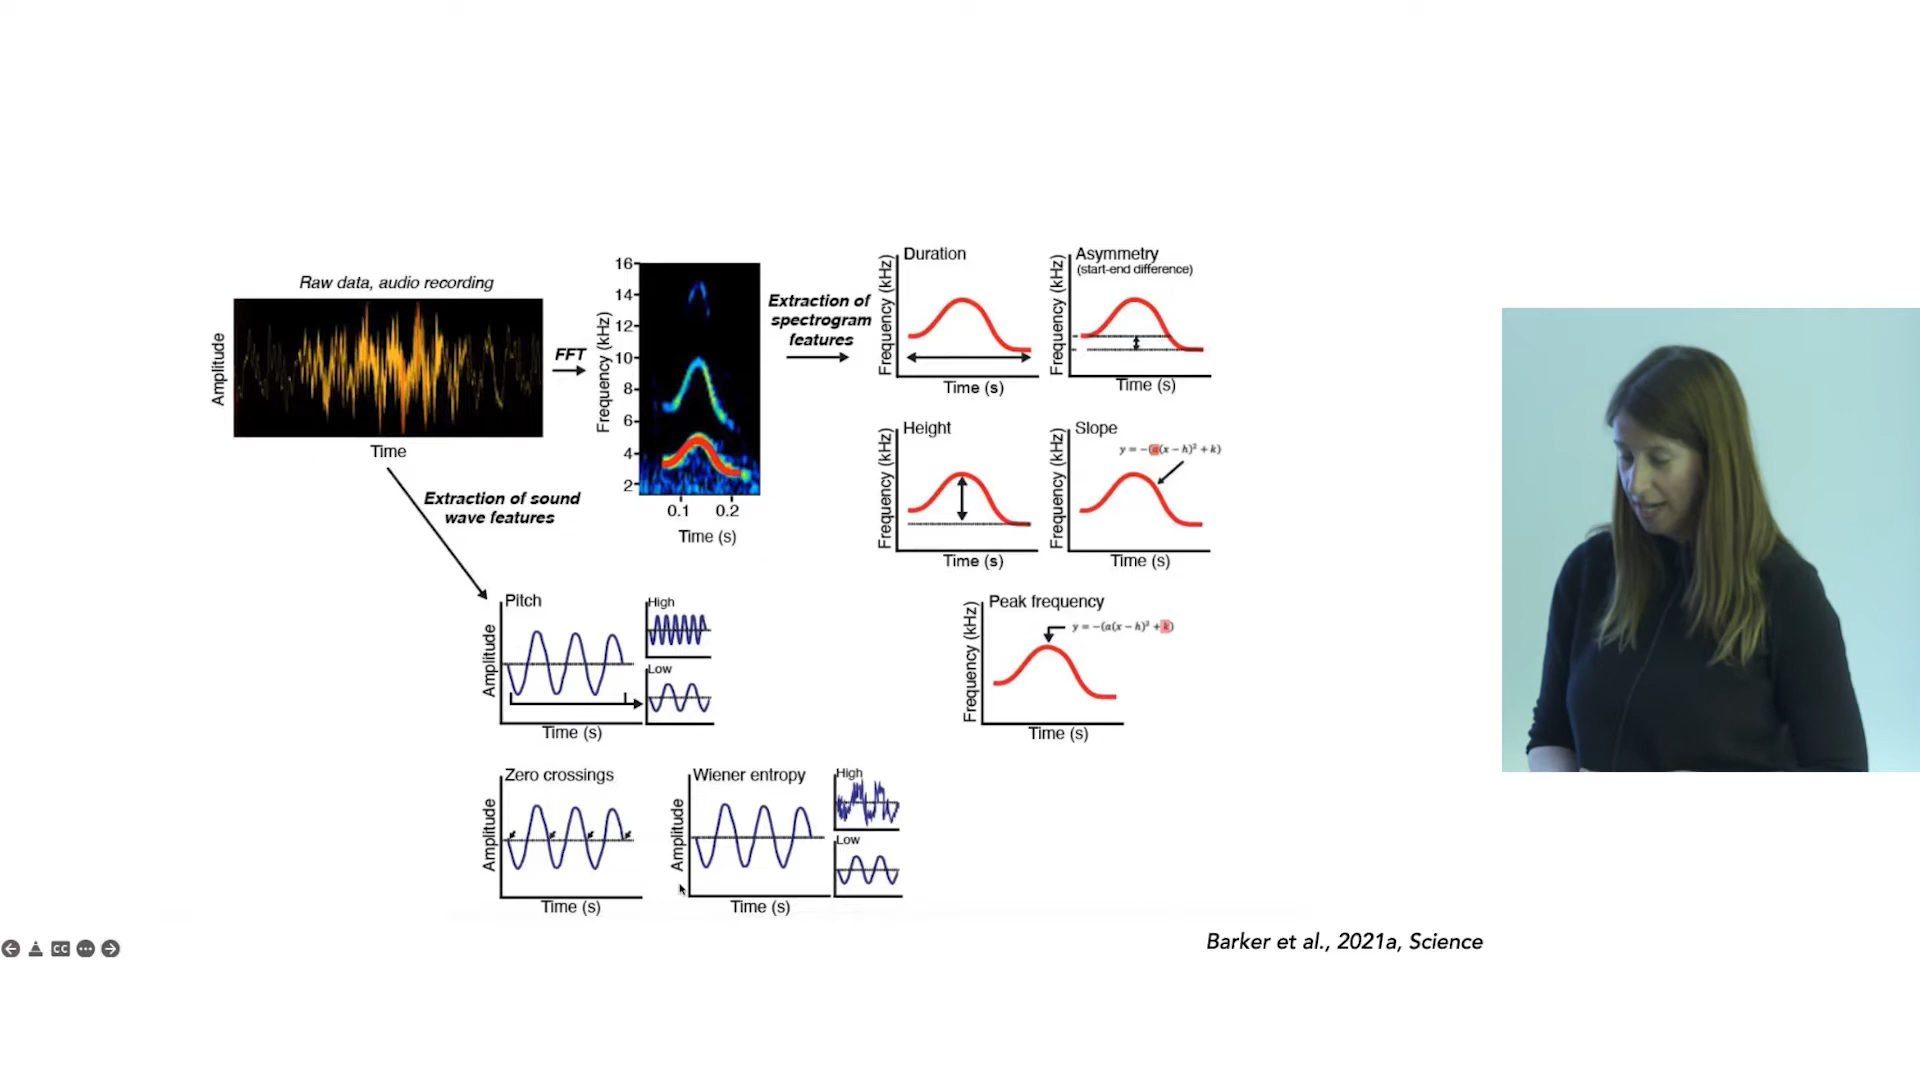 Raw data, audio recording
Amplitude
Time
FFT
Frequency (kHz)
16
14
12
10
8
6
4
2
0.1 0.2
Time (s)
Extraction of
spectrogram
features
Duration
Frequency (kHz)
Time (s)
Asymmetry
(start-end difference)
Frequency (kHz)
Time (s)
Height
Frequency (kHz)
Time (s)
Slope
y = −(a(x − h)² + k)
Frequency (kHz)
Time (s)
Peak frequency
y = −(a(x − h)² + k)
Frequency (kHz)
Time (s)
Extraction of sound
wave features
Pitch
Amplitude
Time (s)
High
Low
Zero crossings
Amplitude
Time (s)
Wiener entropy
Amplitude
Time (s)
High
Low
CC
Barker et al., 2021a, Science